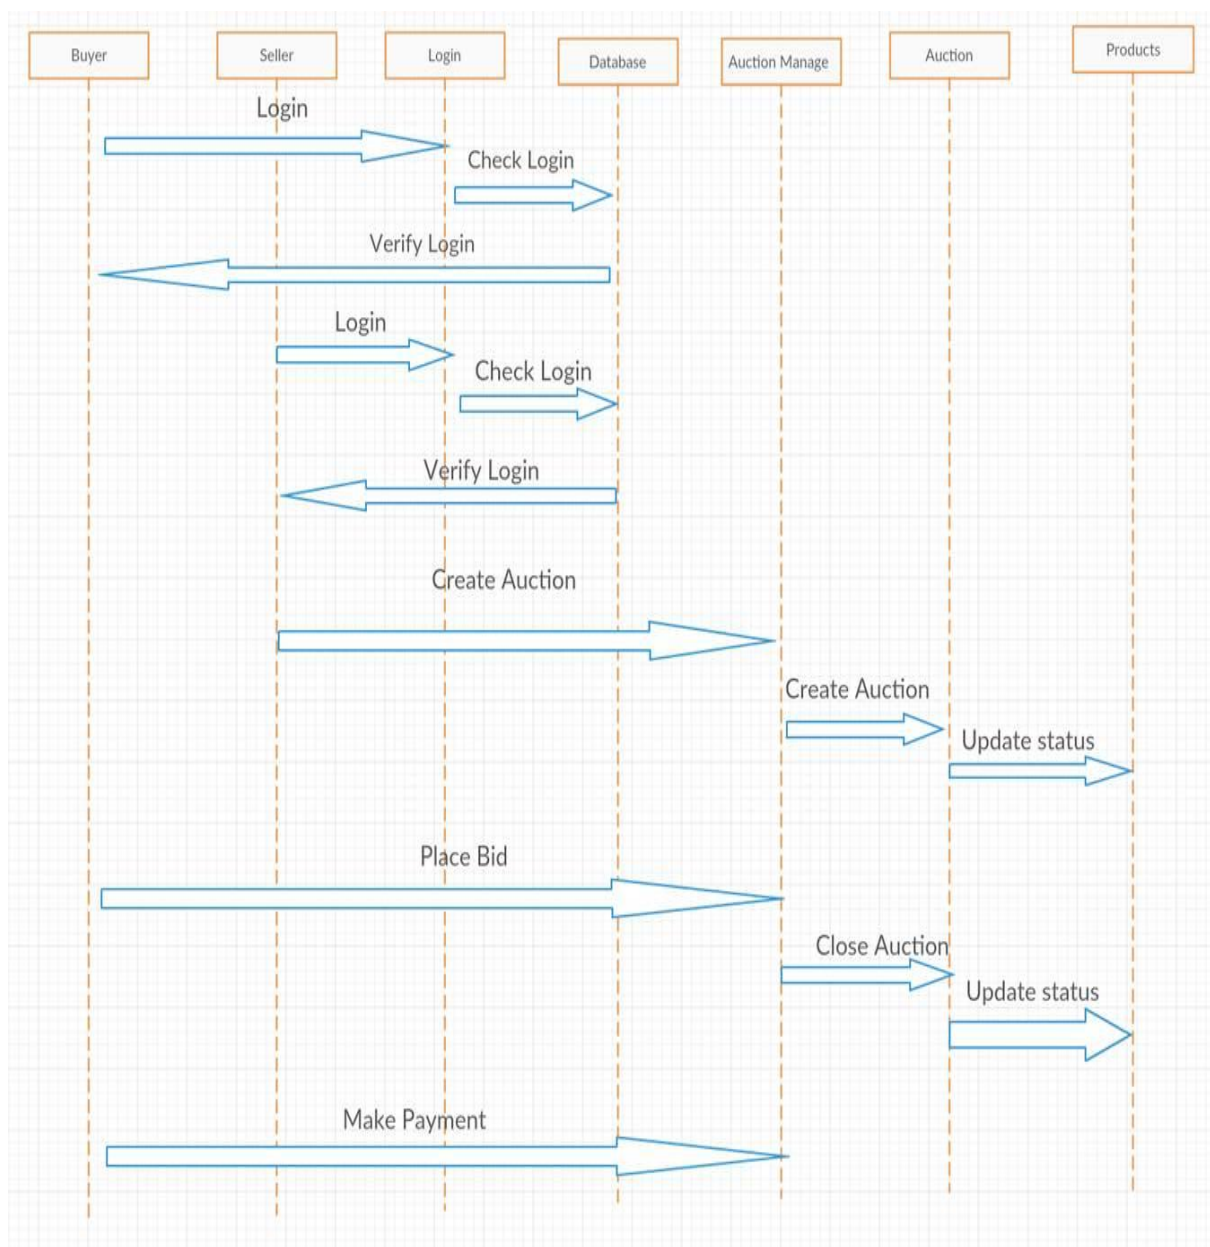 Buyer
Seller
Login
Database
Auction Manage
Auction
Products
Login
Check Login
Verify Login
Login
Check Login
Verify Login
Create Auction
Create Auction
Update status
Place Bid
Close Auction
Update status
Make Payment